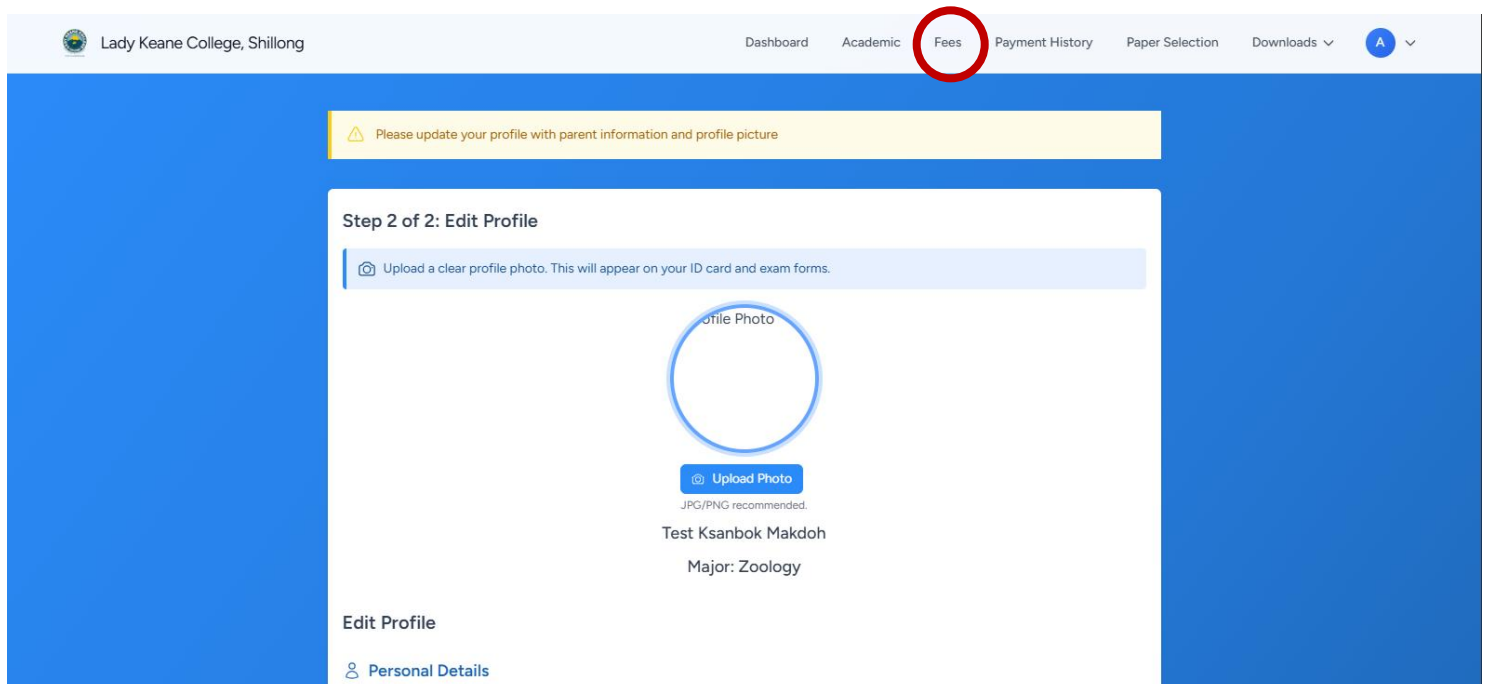 Lady Keane College, Shillong Dashboard Academic Fees Payment History Paper Selection Downloads A
Please update your profile with parent information and profile picture
Step 2 of 2: Edit Profile
Upload a clear profile photo. This will appear on your ID card and exam forms.
ofile Photo
Upload Photo
JPG/PNG recommended.
Test Ksanbok Makdoh
Major: Zoology
Edit Profile
Personal Details